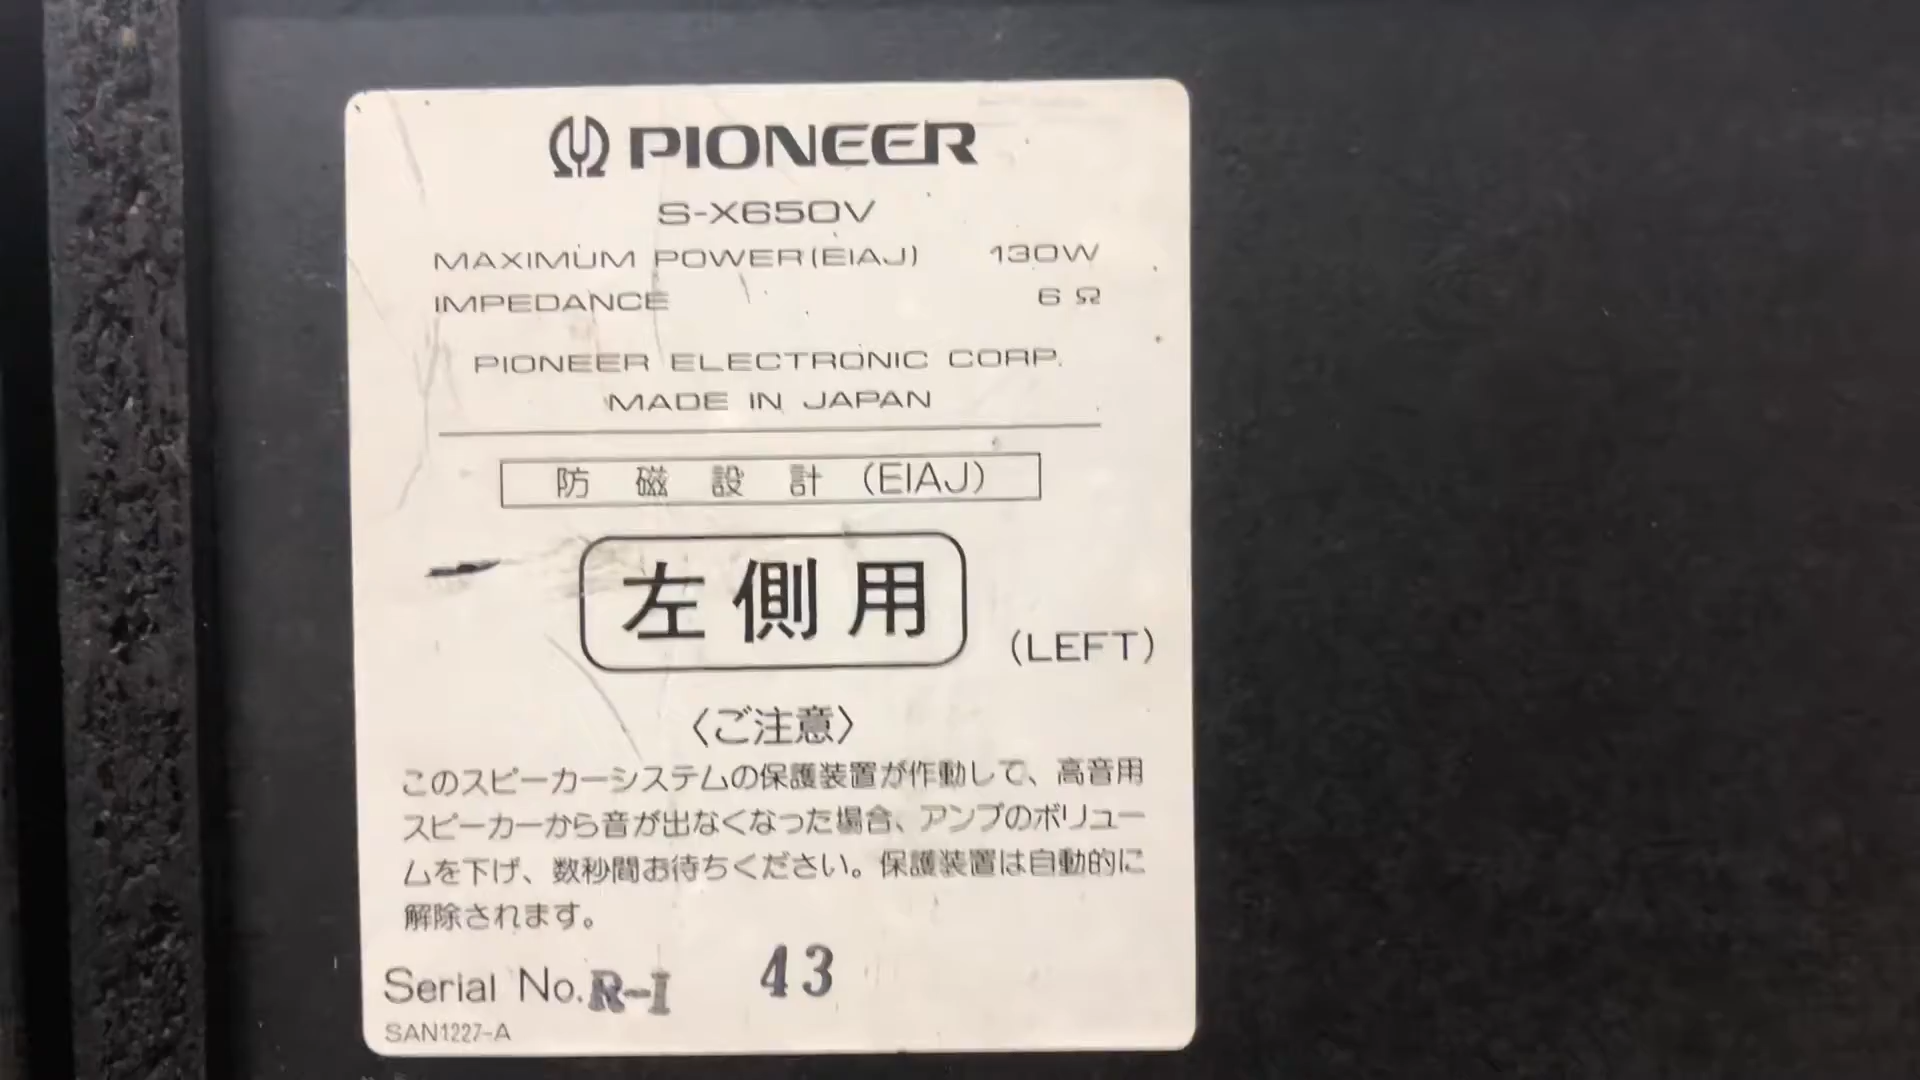 PIONEER
S-X650V
MAXIMUM POWER(EIAJ) 130W
IMPEDANCE 6 Ω
PIONEER ELECTRONIC CORP.
MADE IN JAPAN
防磁設計 (EIAJ)
左側用
(LEFT)
〈ご注意〉
このスピーカーシステムの保護装置が作動して、高音用
スピーカーから音が出なくなった場合、アンプのボリュー
ムを下げ、数秒間お待ちください。保護装置は自動的に
解除されます。
Serial No. R-I 43
SAN1227-A